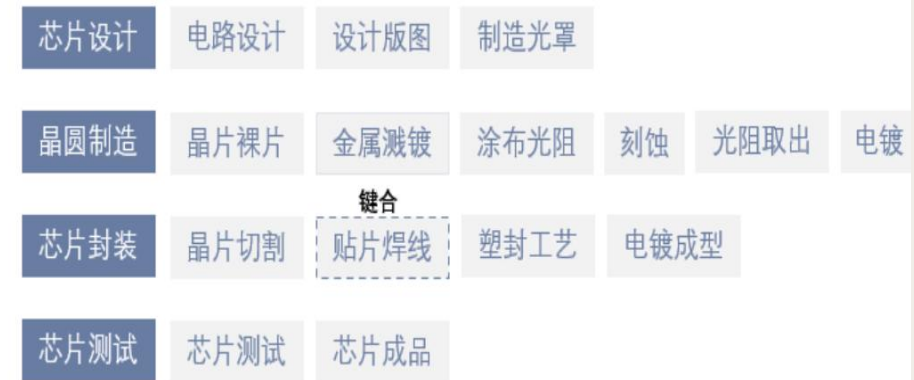 芯片设计 电路设计 设计版图 制造光罩
晶圆制造 晶片裸片 金属溅镀 涂布光阻 刻蚀 光阻取出 电镀
键合
芯片封装 晶片切割 贴片焊线 塑封工艺 电镀成型
芯片测试 芯片测试 芯片成品